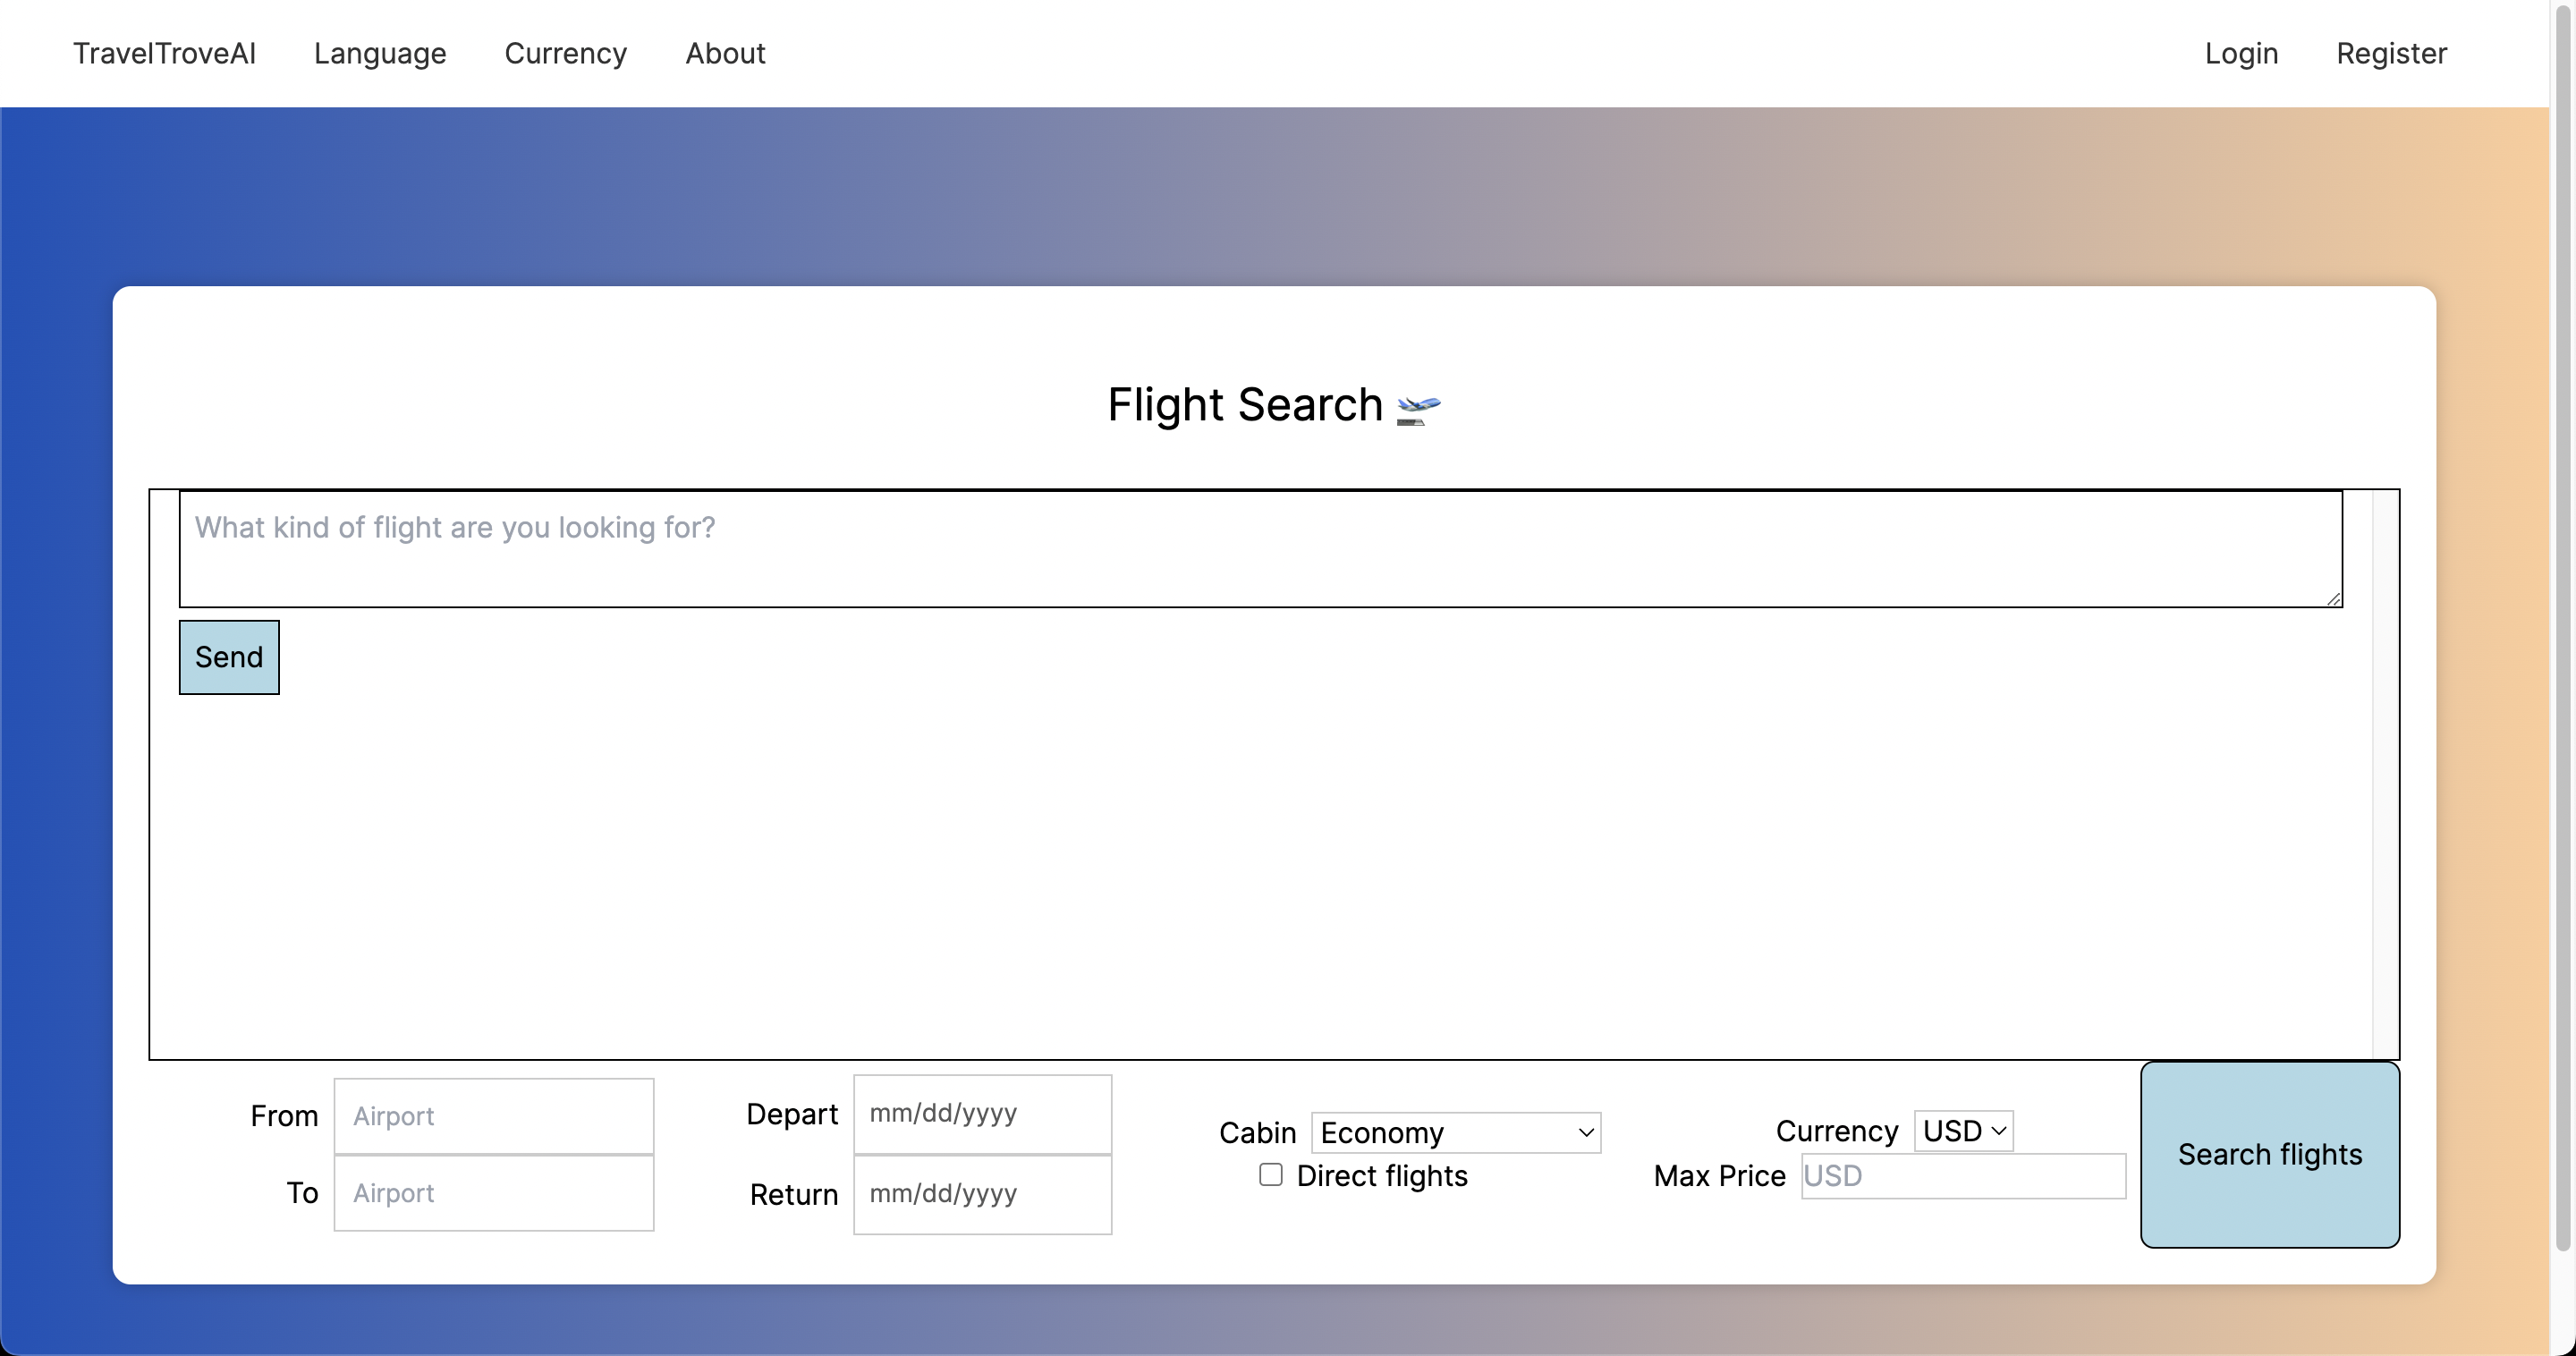 TravelTroveAI Language Currency About Login Register
Flight Search
What kind of flight are you looking for?
Send
From Airport
To Airport
Depart mm/dd/yyyy
Return mm/dd/yyyy
Cabin Economy
Direct flights
Currency USD
Max Price USD
Search flights